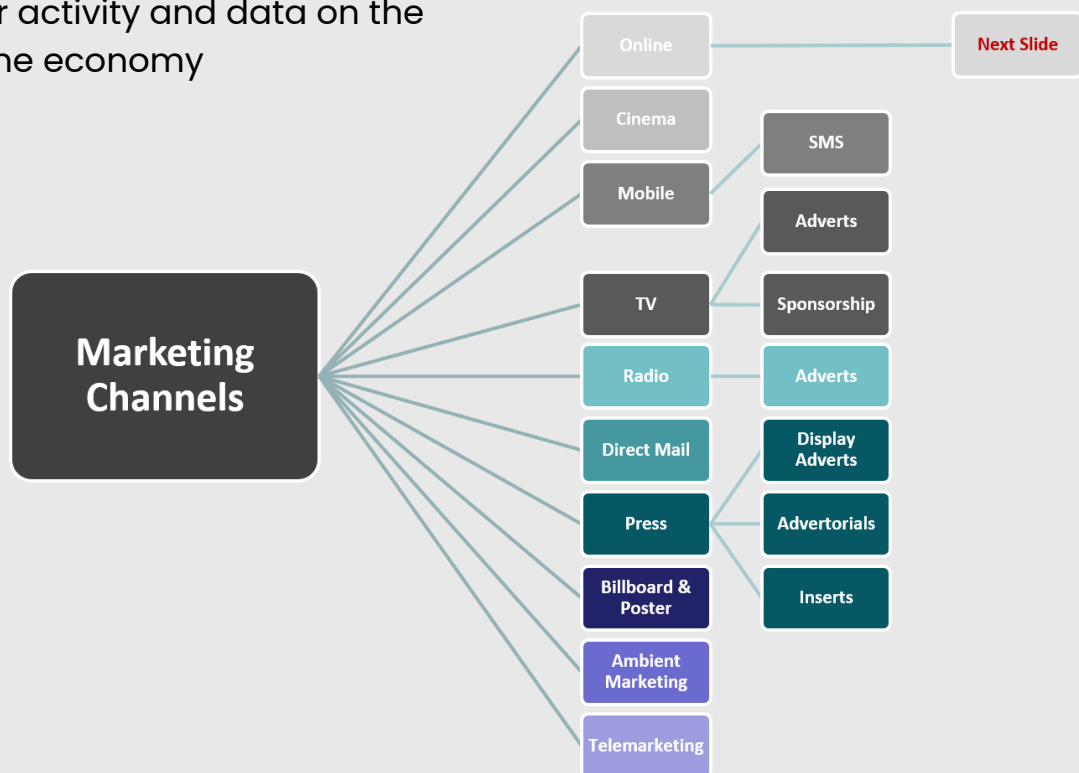 r activity and data on the
ne economy
Online
Next Slide
Cinema
SMS
Mobile
Adverts
TV
Sponsorship
Marketing
Channels
Radio
Adverts
Direct Mail
Display
Adverts
Press
Advertorials
Billboard &
Poster
Inserts
Ambient
Marketing
Telemarketing